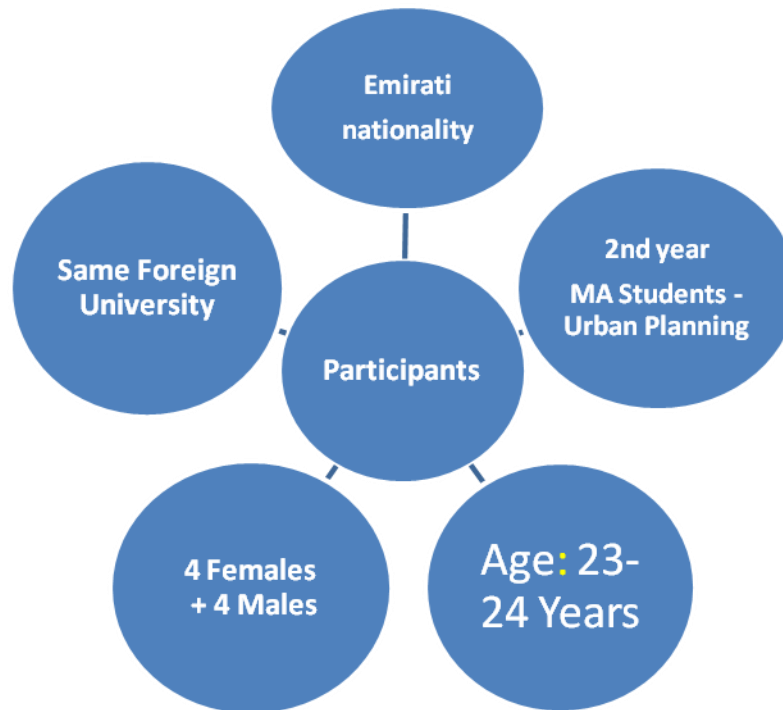 Emirati
nationality
Same Foreign
University
2nd year
MA Students -
Urban Planning
Participants
4 Females
+ 4 Males
Age: 23-
24 Years